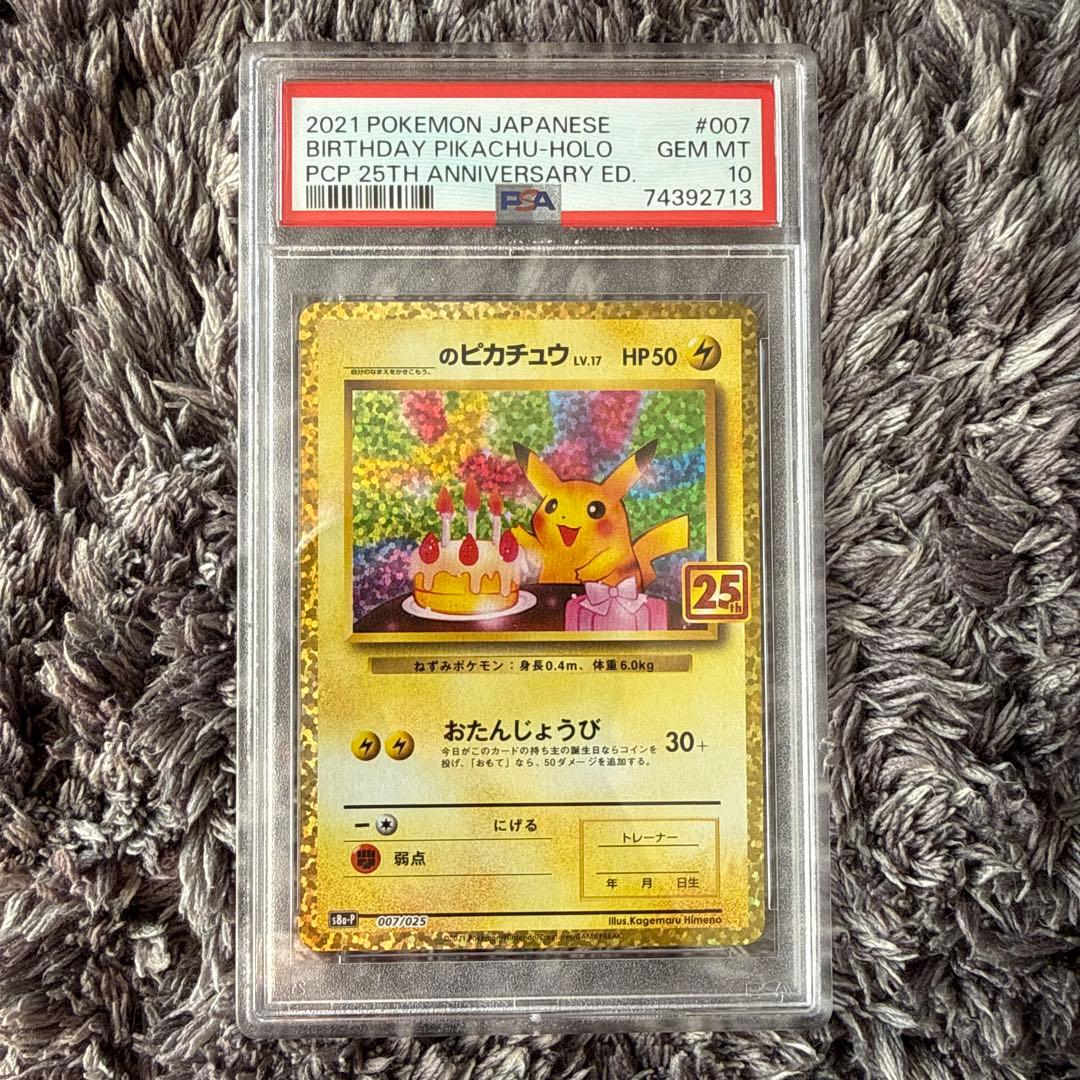 2021 POKEMON JAPANESE #007
BIRTHDAY PIKACHU-HOLO GEM MT
PCP 25TH ANNIVERSARY ED. 10
PSA 74392713
のピカチュウ LV.17 HP50
自分のなまえをかきこもう。
25th
ねずみポケモン：身長0.4m、体重6.0kg
おたんじょうび 30+
今日がこのカードの持ち主の誕生日ならコインを
投げ、「おもて」なら、50ダメージを追加する。
にげる
弱点
トレーナー
年 月 日生
s8a-P 007/025 Illus.Kagemaru Himeno
©2021 Pokémon/Nintendo/Creatures/GAME FREAK